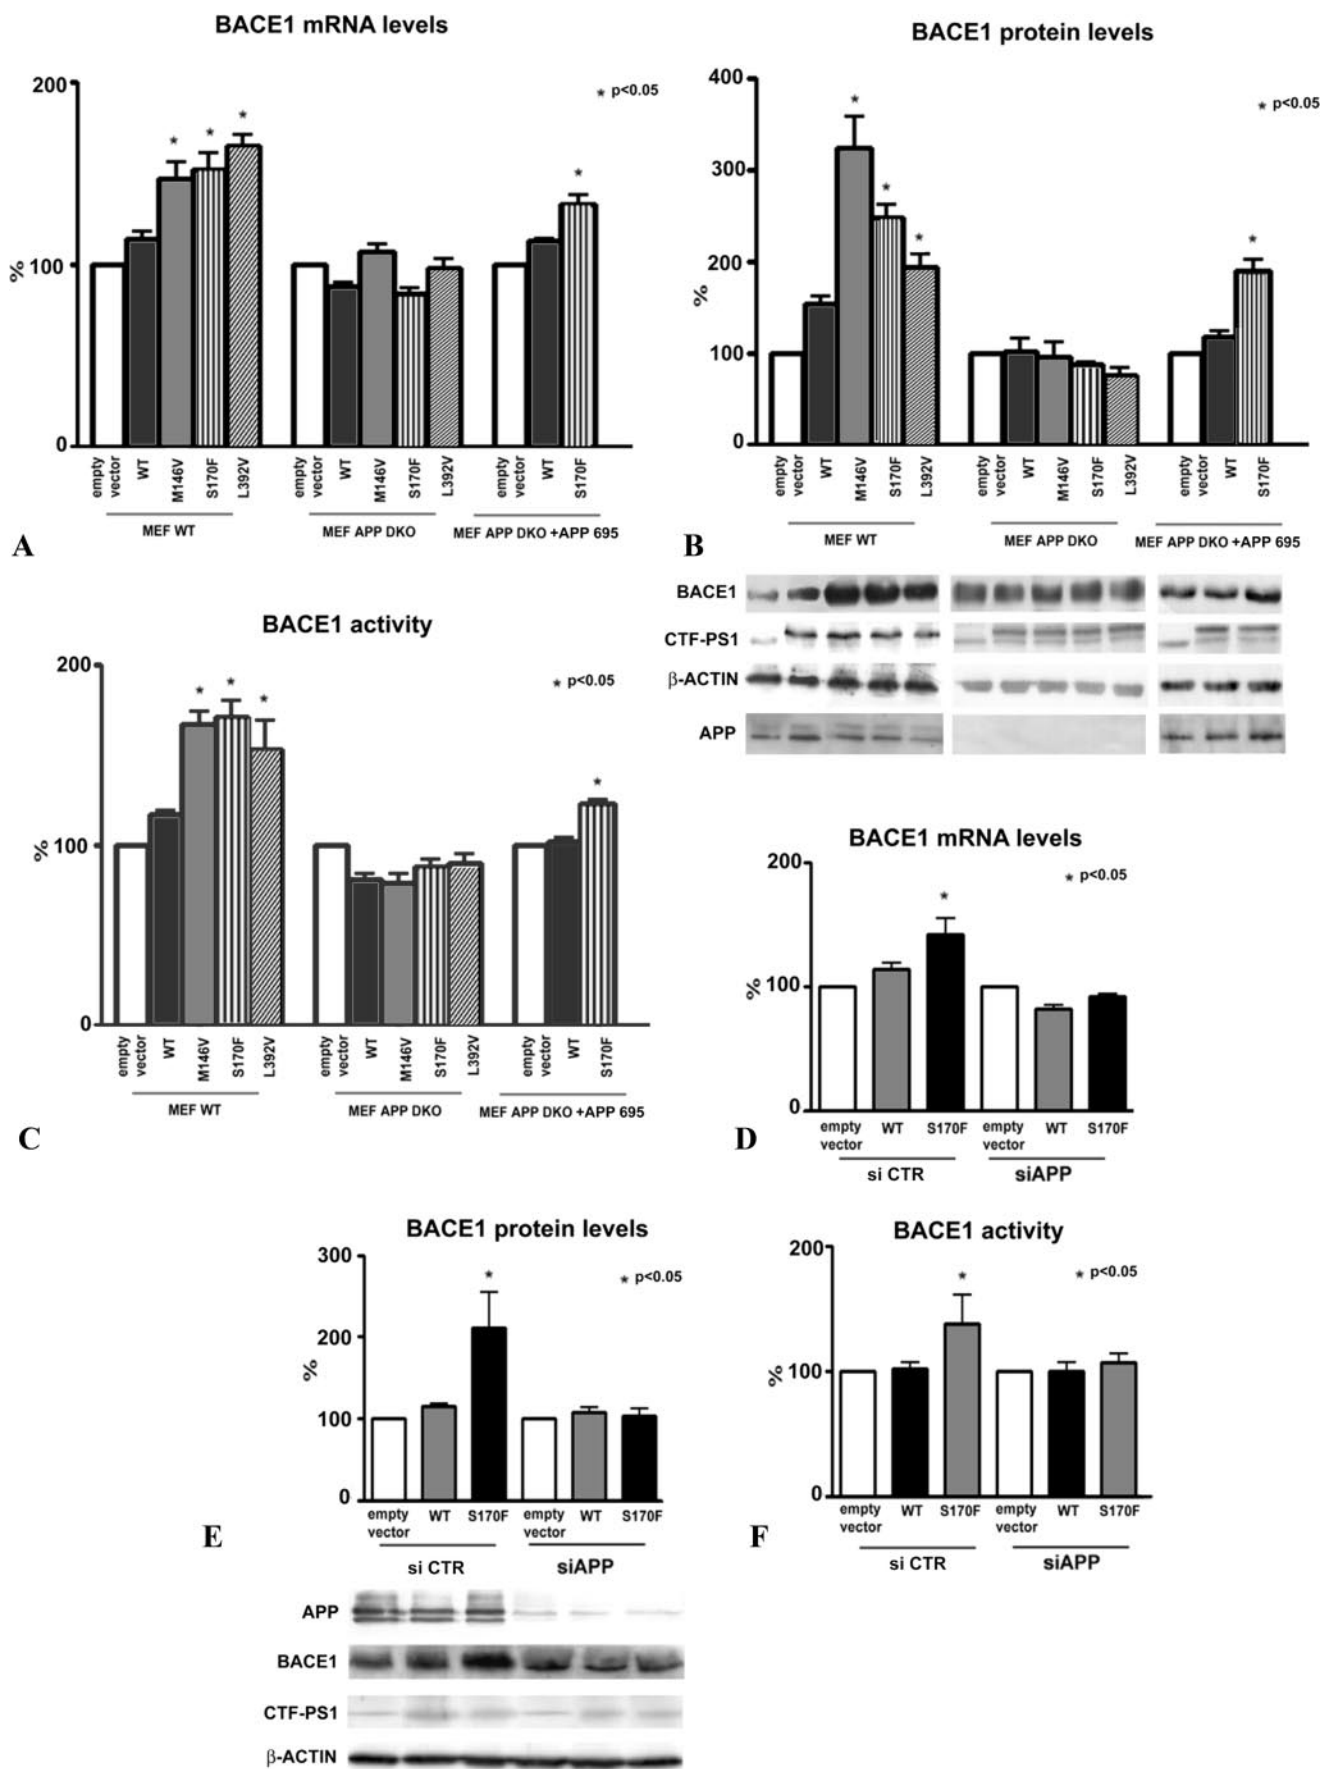 BACE1 mRNA levels
200
100
0
%
* p<0.05
* * *
*
empty vector WT M146V S170F L392V
empty vector WT M146V S170F L392V
empty vector WT S170F
MEF WT MEF APP DKO MEF APP DKO +APP 695
A
BACE1 protein levels
400
300
200
100
0
%
* p<0.05
* * *
*
empty vector WT M146V S170F L392V
empty vector WT M146V S170F L392V
empty vector WT S170F
MEF WT MEF APP DKO MEF APP DKO +APP 695
B
BACE1
CTF-PS1
β-ACTIN
APP
BACE1 activity
200
100
0
%
* p<0.05
* * *
*
empty vector WT M146V S170F L392V
empty vector WT M146V S170F L392V
empty vector WT S170F
MEF WT MEF APP DKO MEF APP DKO +APP 695
C
BACE1 mRNA levels
200
100
0
%
* p<0.05
*
empty vector WT S170F empty vector WT S170F
si CTR siAPP
D
BACE1 protein levels
300
200
100
0
%
* p<0.05
*
empty vector WT S170F empty vector WT S170F
si CTR siAPP
E
APP
BACE1
CTF-PS1
β-ACTIN
BACE1 activity
200
100
0
%
* p<0.05
*
empty vector WT S170F empty vector WT S170F
si CTR siAPP
F